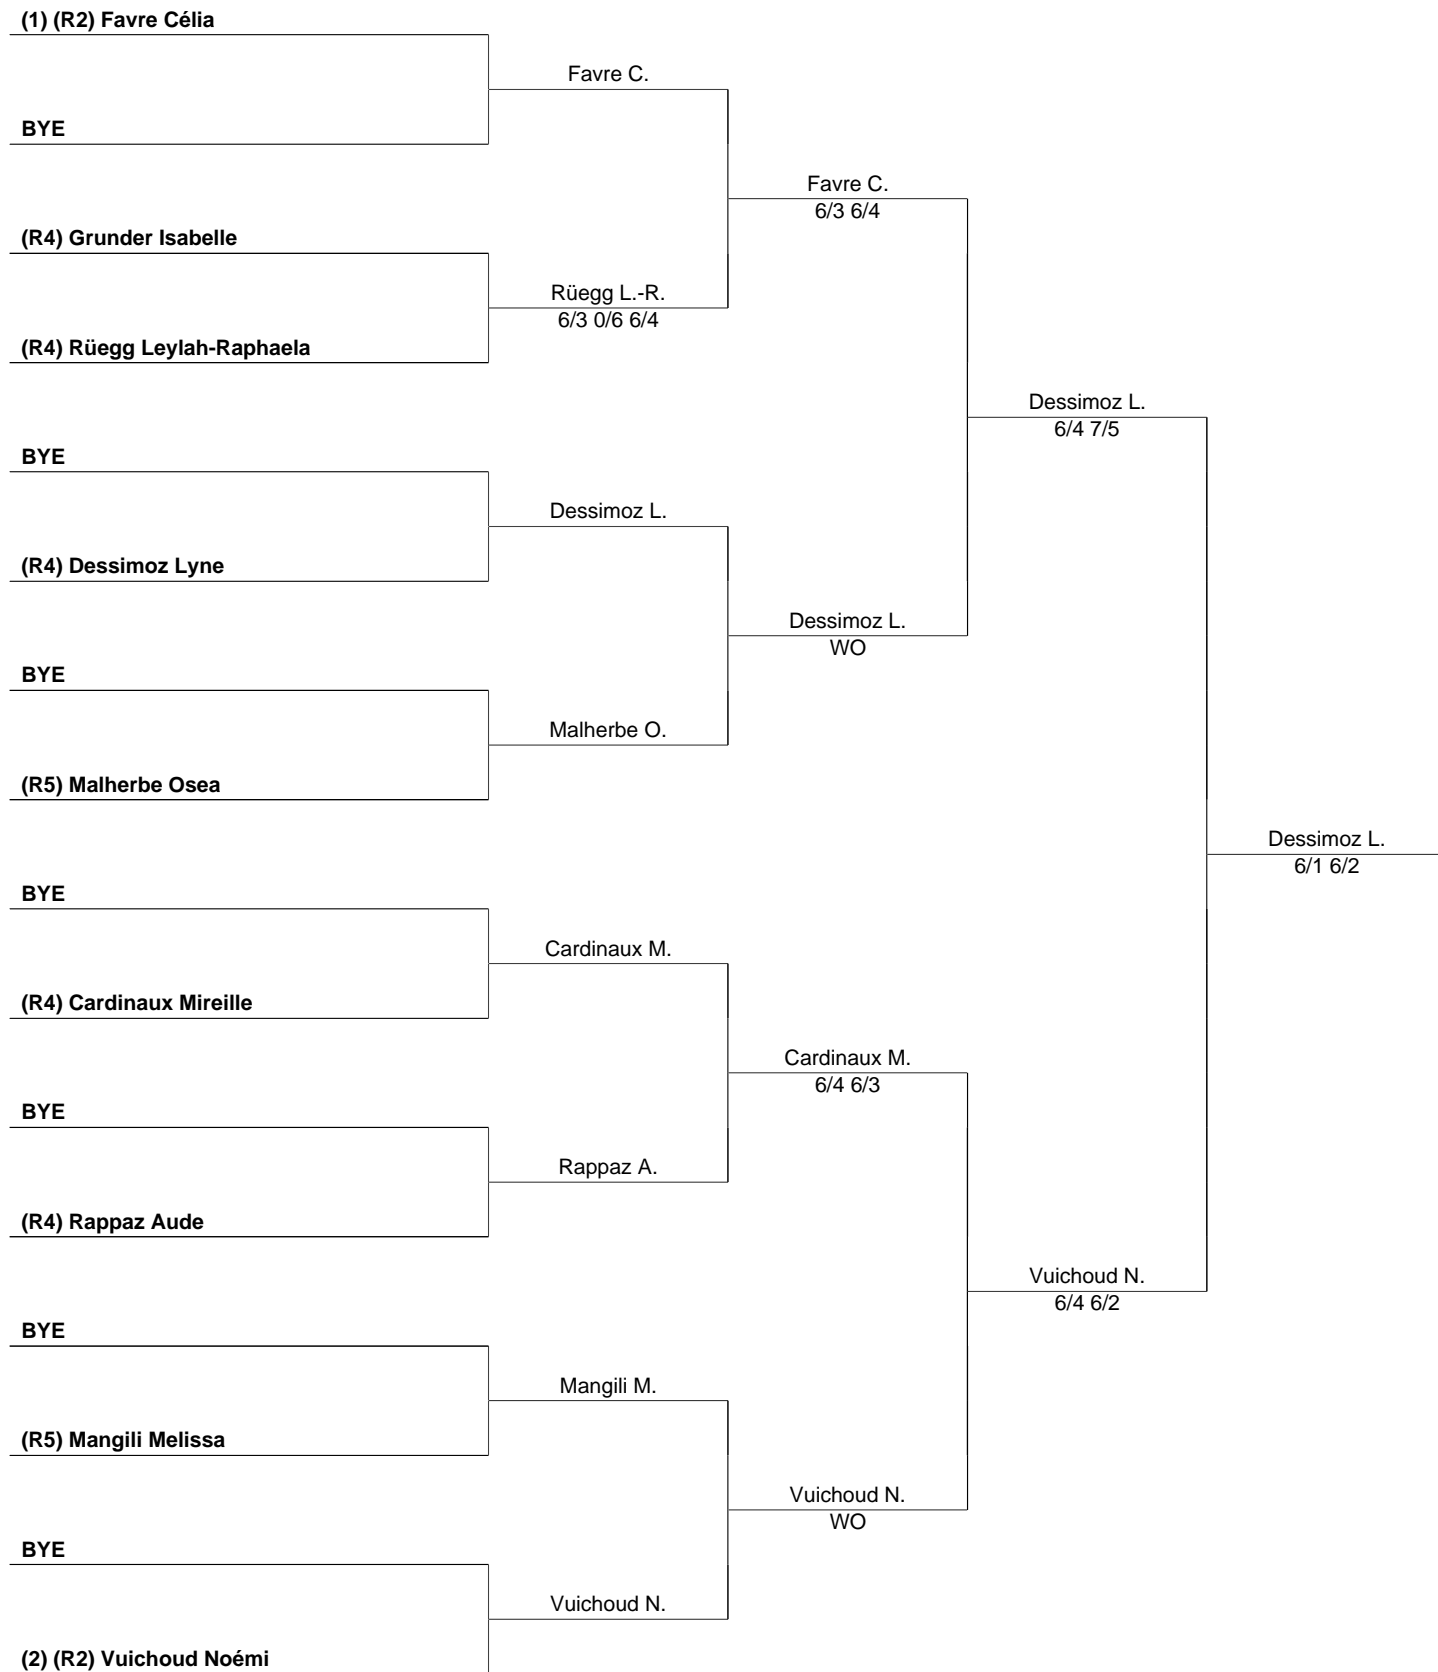 (1) (R2) Favre Célia
Favre C.
BYE
Favre C.
6/3 6/4
(R4) Grunder Isabelle
Rüegg L.-R.
6/3 0/6 6/4
(R4) Rüegg Leylah-Raphaela
Dessimoz L.
6/4 7/5
BYE
Dessimoz L.
(R4) Dessimoz Lyne
Dessimoz L.
WO
BYE
Malherbe O.
(R5) Malherbe Osea
Dessimoz L.
6/1 6/2
BYE
Cardinaux M.
(R4) Cardinaux Mireille
Cardinaux M.
6/4 6/3
BYE
Rappaz A.
(R4) Rappaz Aude
Vuichoud N.
6/4 6/2
BYE
Mangili M.
(R5) Mangili Melissa
Vuichoud N.
WO
BYE
Vuichoud N.
(2) (R2) Vuichoud Noémi